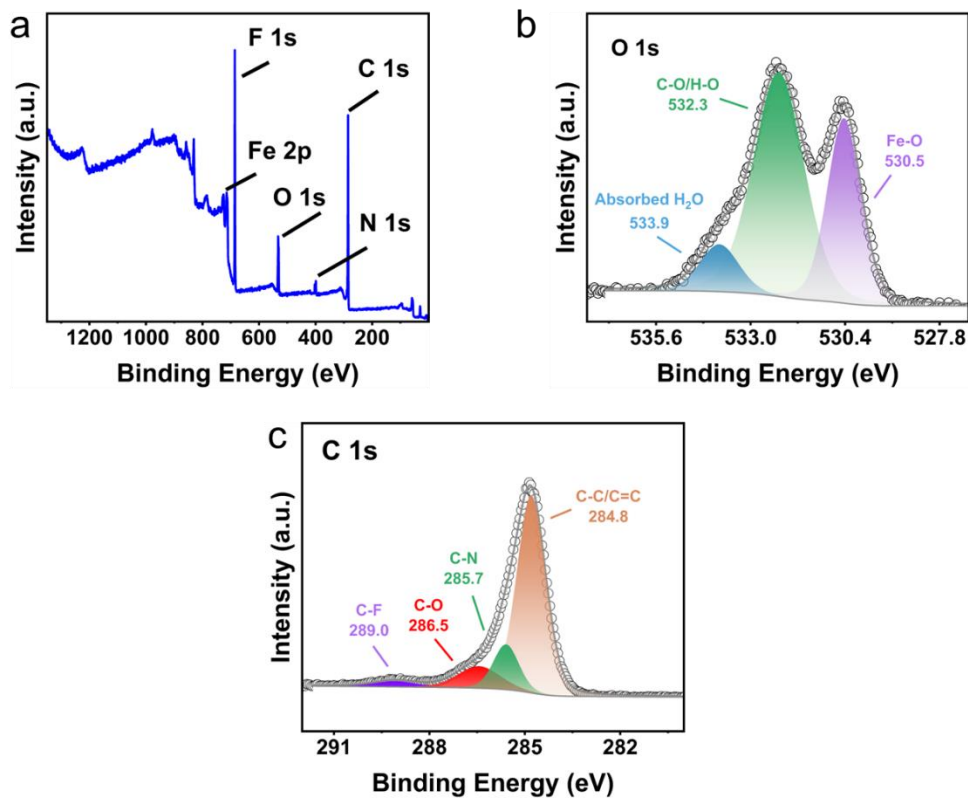 a
F 1s
C 1s
Fe 2p
O 1s
N 1s
Intensity (a.u.)
1200 1000 800 600 400 200
Binding Energy (eV)
b
O 1s
C-O/H-O
532.3
Fe-O
530.5
Absorbed H₂O
533.9
Intensity (a.u.)
535.6 533.0 530.4 527.8
Binding Energy (eV)
c
C 1s
C-C/C=C
284.8
C-N
285.7
C-F
289.0
C-O
286.5
Intensity (a.u.)
291 288 285 282
Binding Energy (eV)